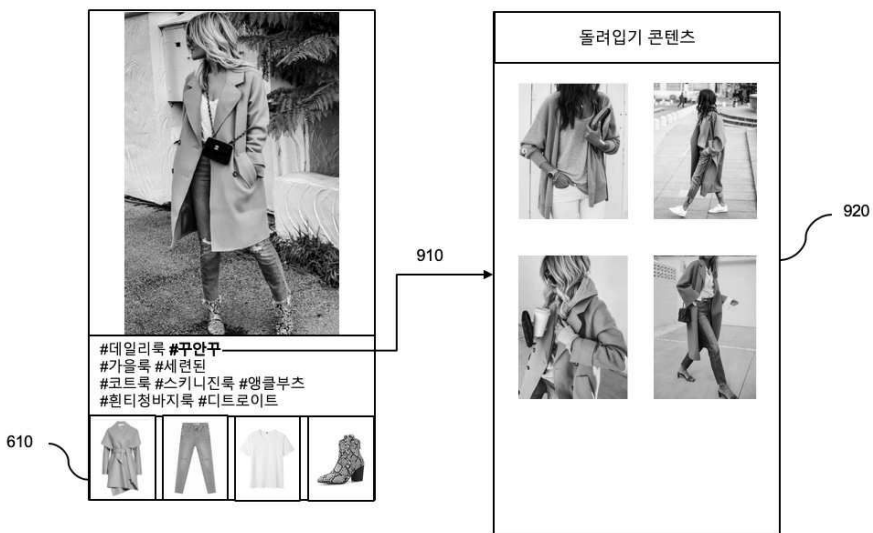 돌려입기 콘텐츠
920
910
#데일리룩 #꾸안꾸
#가을룩 #세련된
#코트룩 #스키니진룩 #앵클부츠
#흰티청바지룩 #디트로이트
610